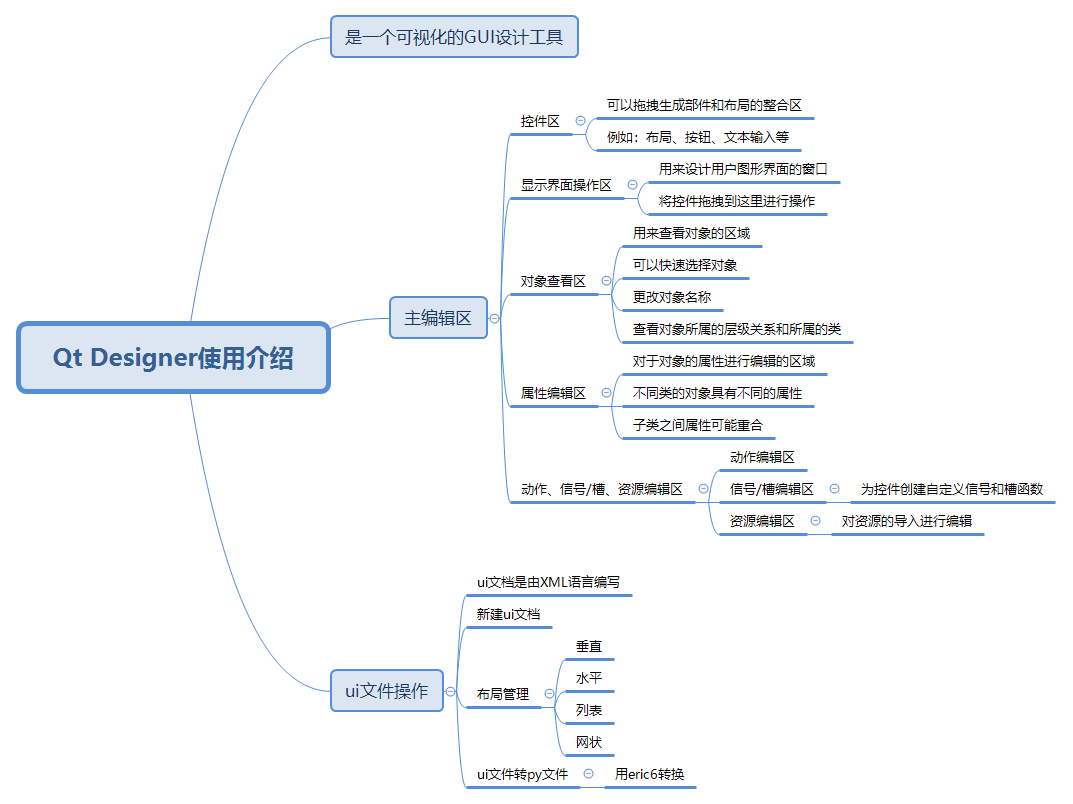 是一个可视化的GUI设计工具
Qt Designer使用介绍
主编辑区
控件区
可以拖拽生成部件和布局的整合区
例如：布局、按钮、文本输入等
显示界面操作区
用来设计用户图形界面的窗口
将控件拖拽到这里进行操作
对象查看区
用来查看对象的区域
可以快速选择对象
更改对象名称
查看对象所属的层级关系和所属的类
属性编辑区
对于对象的属性进行编辑的区域
不同类的对象具有不同的属性
子类之间属性可能重合
动作、信号/槽、资源编辑区
动作编辑区
信号/槽编辑区
为控件创建自定义信号和槽函数
资源编辑区
对资源的导入进行编辑
ui文件操作
ui文档是由XML语言编写
新建ui文档
布局管理
垂直
水平
列表
网状
ui文件转py文件
用eric6转换